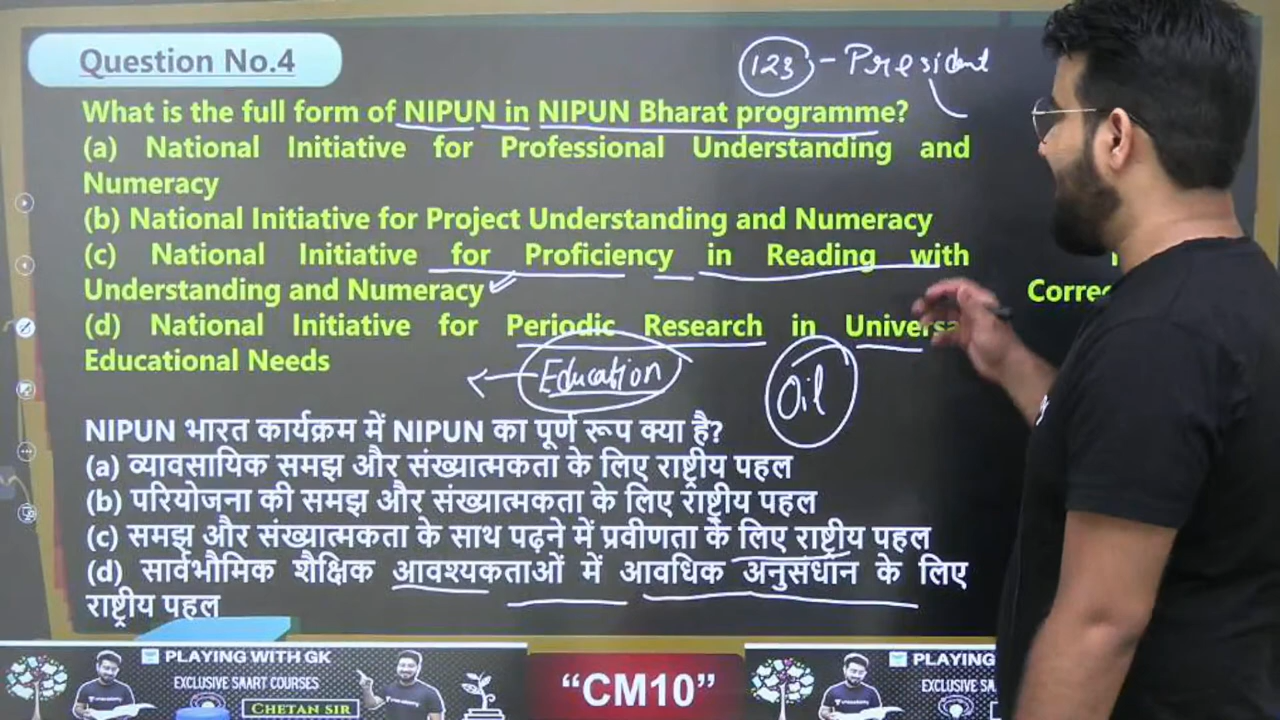 Question No.4
123 - President
What is the full form of NIPUN in NIPUN Bharat programme?
(a) National Initiative for Professional Understanding and
Numeracy
(b) National Initiative for Project Understanding and Numeracy
(c) National Initiative for Proficiency in Reading with
Understanding and Numeracy
Correc
(d) National Initiative for Periodic Research in Universa
Educational Needs
Education
Oil
NIPUN भारत कार्यक्रम में NIPUN का पूर्ण रूप क्या है?
(a) व्यावसायिक समझ और संख्यात्मकता के लिए राष्ट्रीय पहल
(b) परियोजना की समझ और संख्यात्मकता के लिए राष्ट्रीय पहल
(c) समझ और संख्यात्मकता के साथ पढ़ने में प्रवीणता के लिए राष्ट्रीय पहल
(d) सार्वभौमिक शैक्षिक आवश्यकताओं में आवधिक अनुसंधान के लिए
राष्ट्रीय पहल
PLAYING WITH GK
EXCLUSIVE SMART COURSES
CHETAN SIR
“CM10”
PLAYING
EXCLUSIVE SMA